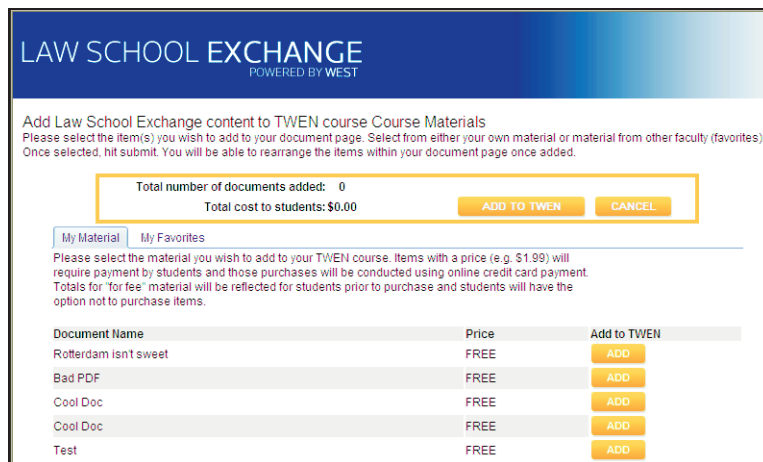 LAW SCHOOL EXCHANGE
POWERED BY WEST
Add Law School Exchange content to TWEN course Course Materials
Please select the item(s) you wish to add to your document page. Select from either your own material or material from other faculty (favorites)
Once selected, hit submit. You will be able to rearrange the items within your document page once added.
Total number of documents added: 0
Total cost to students: $0.00 ADD TO TWEN CANCEL
My Material My Favorites
Please select the material you wish to add to your TWEN course. Items with a price (e.g. $1.99) will
require payment by students and those purchases will be conducted using online credit card payment.
Totals for "for fee" material will be reflected for students prior to purchase and students will have the
option not to purchase items.
Document Name Price Add to TWEN
Rotterdam isn't sweet FREE ADD
Bad PDF FREE ADD
Cool Doc FREE ADD
Cool Doc FREE ADD
Test FREE ADD